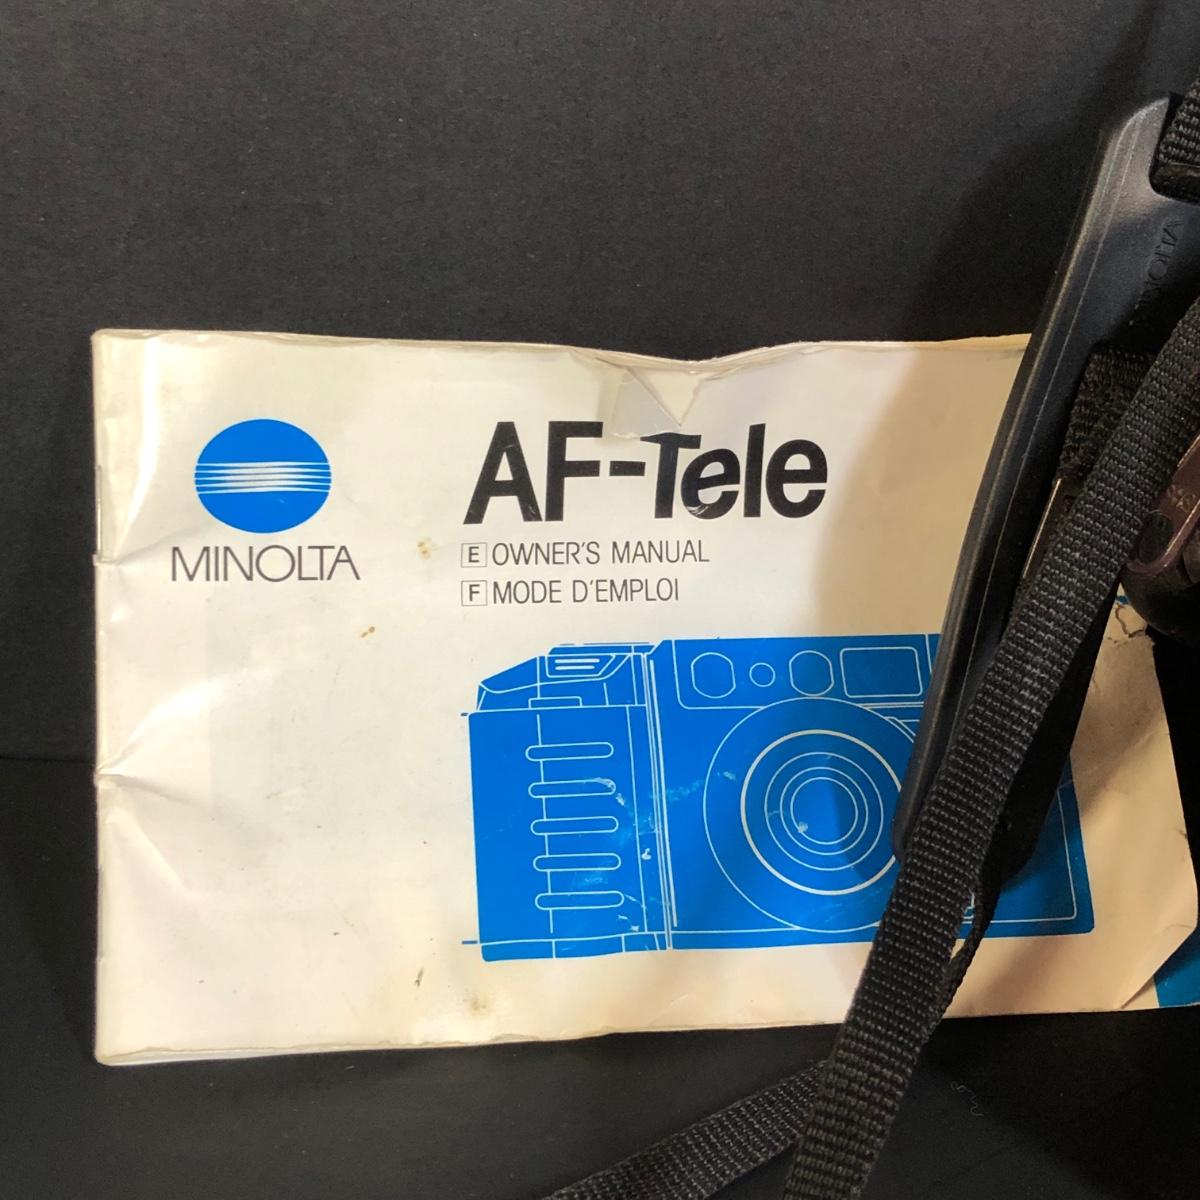 AF-Tele
MINOLTA
E OWNER'S MANUAL
F MODE D'EMPLOI